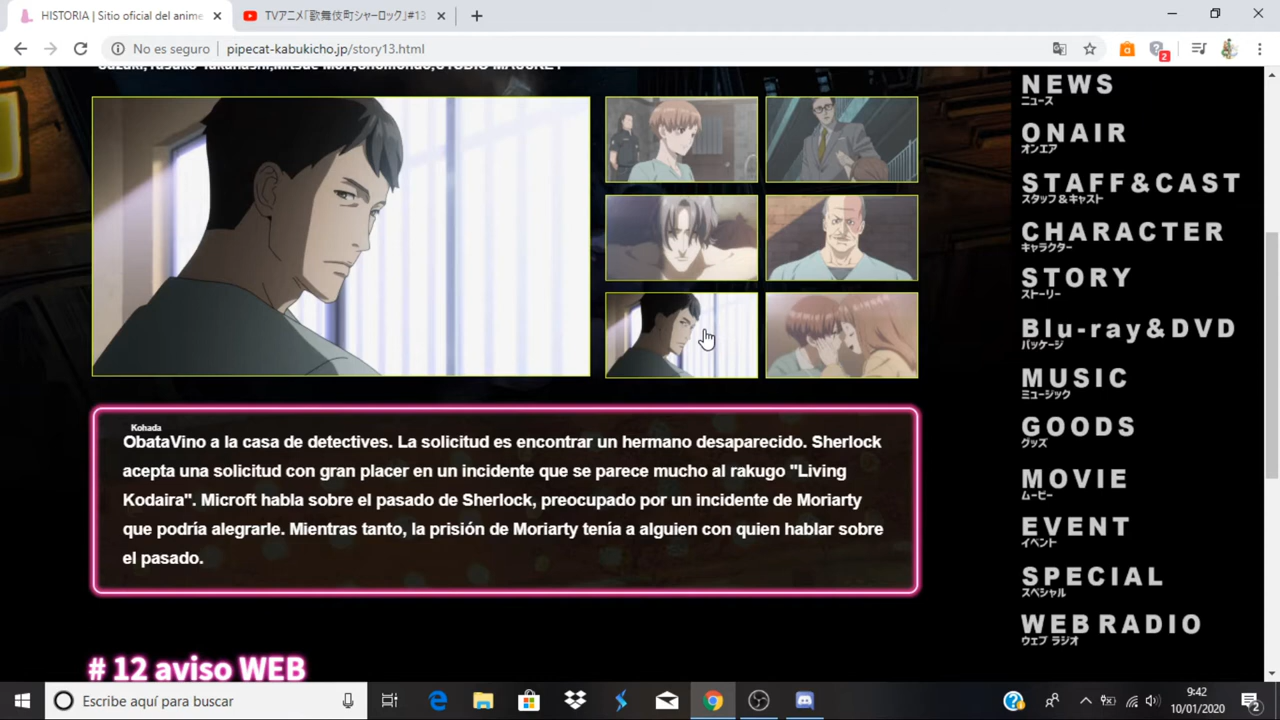 HISTORIA | Sitio oficial del anime
TVアニメ「歌舞伎町シャーロック」#13
No es seguro
pipecat-kabukicho.jp/story13.html
2
NEWS
ニュース
ONAIR
オンエア
STAFF&CAST
スタッフ&キャスト
CHARACTER
キャラクター
STORY
ストーリー
Blu-ray&DVD
パッケージ
MUSIC
ミュージック
GOODS
グッズ
MOVIE
ムービー
EVENT
イベント
SPECIAL
スペシャル
WEB RADIO
ウェブ ラジオ
Kohada
ObataVino a la casa de detectives. La solicitud es encontrar un hermano desaparecido. Sherlock
acepta una solicitud con gran placer en un incidente que se parece mucho al rakugo "Living
Kodaira". Microft habla sobre el pasado de Sherlock, preocupado por un incidente de Moriarty
que podría alegrarle. Mientras tanto, la prisión de Moriarty tenía a alguien con quien hablar sobre
el pasado.
# 12 aviso WEB
Escribe aquí para buscar
9:42
10/01/2020
2